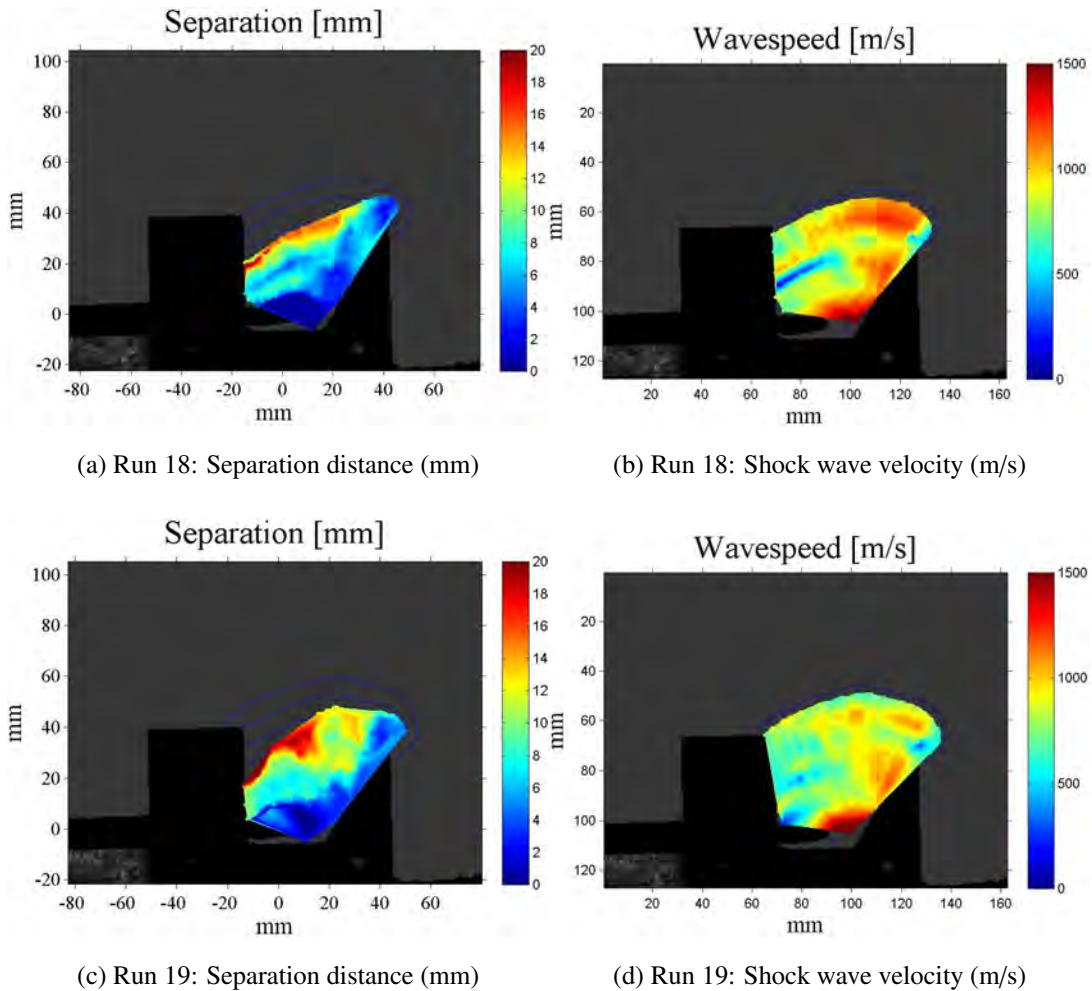 Separation [mm]
Wavespeed [m/s]
100
80
60
40
20
0
-20
mm
-80 -60 -40 -20 0 20 40 60
mm
20
18
16
14
12
10
8
6
4
2
0
20
40
60
80
100
120
mm
20 40 60 80 100 120 140 160
mm
1500
1000
500
0
(a) Run 18: Separation distance (mm)
(b) Run 18: Shock wave velocity (m/s)
Separation [mm]
Wavespeed [m/s]
100
80
60
40
20
0
-20
mm
-80 -60 -40 -20 0 20 40 60
mm
20
18
16
14
12
10
8
6
4
2
0
20
40
60
80
100
120
mm
20 40 60 80 100 120 140 160
mm
1500
1000
500
0
(c) Run 19: Separation distance (mm)
(d) Run 19: Shock wave velocity (m/s)